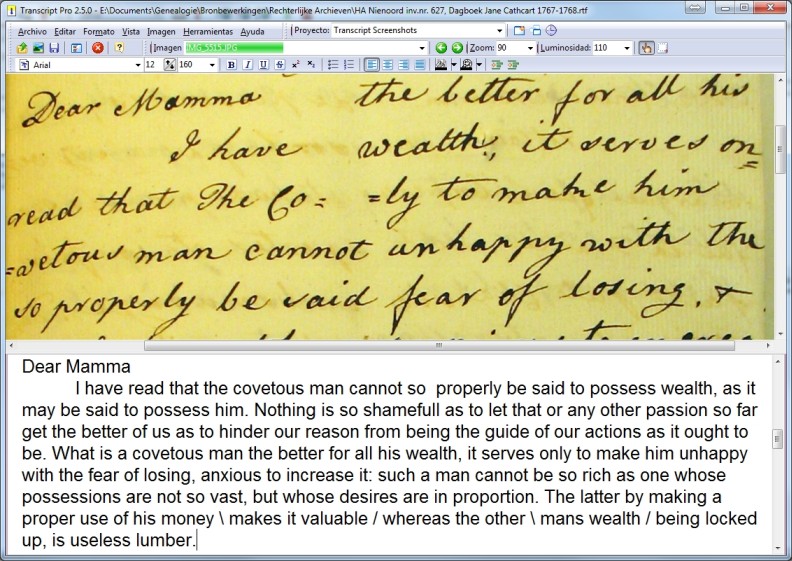 Transcript Pro 2.5.0 - E:\Documents\Genealogie\Bronbewerkingen\Rechterlijke Archieven\HA Nienoord inv.nr. 627, Dagboek Jane Cathcart 1767-1768.rtf
Archivo Editar Formato Vista Imagen Herramientas Ayuda Proyecto: Transcript Screenshots
Imagen IMG_5515.JPG Zoom: 90 Luminosidad: 110
Arial 12 160 B I U S x² x¹
Dear Mamma
I have
read that The Co=
=vetous man cannot
so properly be said
the better for all his
wealth, it serves on
=ly to make him
unhappy with the
fear of losing, +
Dear Mamma
I have read that the covetous man cannot so  properly be said to possess wealth, as it
may be said to possess him. Nothing is so shamefull as to let that or any other passion so far
get the better of us as to hinder our reason from being the guide of our actions as it ought to
be. What is a covetous man the better for all his wealth, it serves only to make him unhappy
with the fear of losing, anxious to increase it: such a man cannot be so rich as one whose
possessions are not so vast, but whose desires are in proportion. The latter by making a
proper use of his money \ makes it valuable / whereas the other \ mans wealth / being locked
up, is useless lumber.